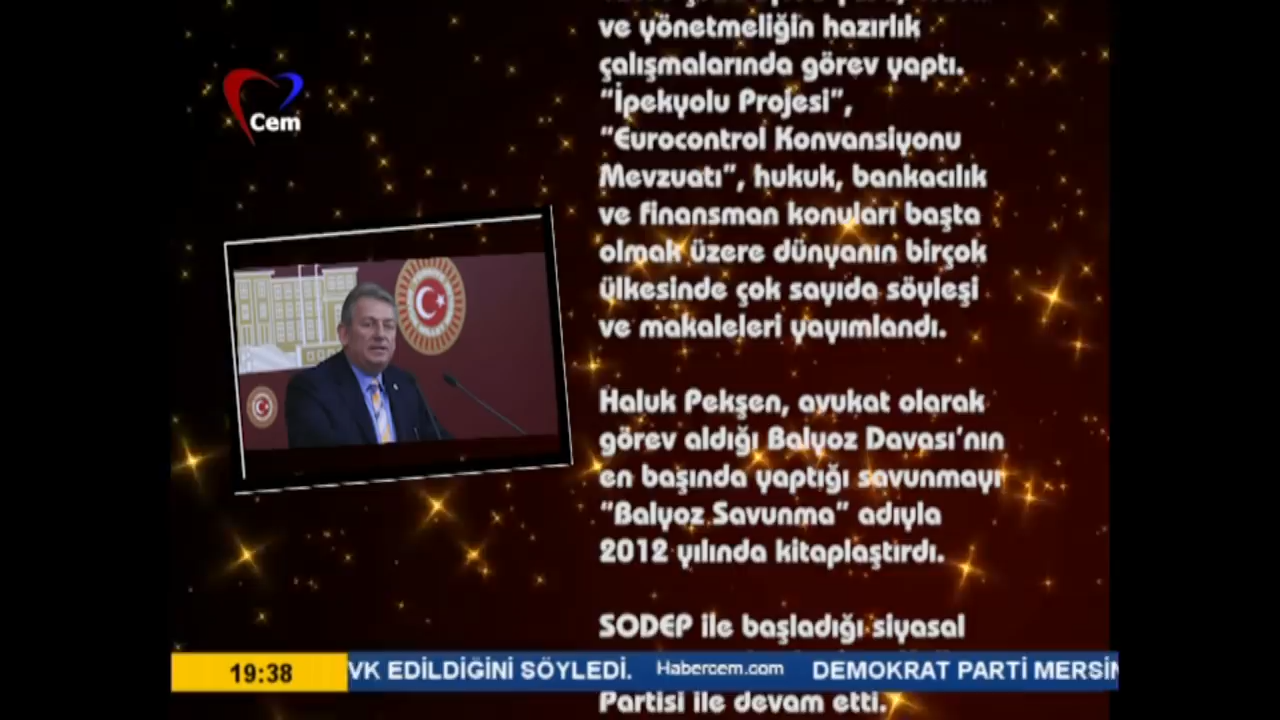 ve yönetmeliğin hazırlık
çalışmalarında görev yaptı.
"İpekyolu Projesi",
"Eurocontrol Konvansiyonu
Mevzuatı", hukuk, bankacılık
ve finansman konuları başta
olmak üzere dünyanın birçok
ülkesinde çok sayıda söyleşi
ve makaleleri yayımlandı.
Haluk Pekşen, avukat olarak
görev aldığı Balyoz Davası'nın
en başında yaptığı savunmayı
"Balyoz Savunma" adıyla
2012 yılında kitaplaştırdı.
SODEP ile başladığı siyasal
Partisi ile devam etti.
Cem
19:38
VK EDİLDİĞİNİ SÖYLEDİ. Habercem.com DEMOKRAT PARTİ MERSİN